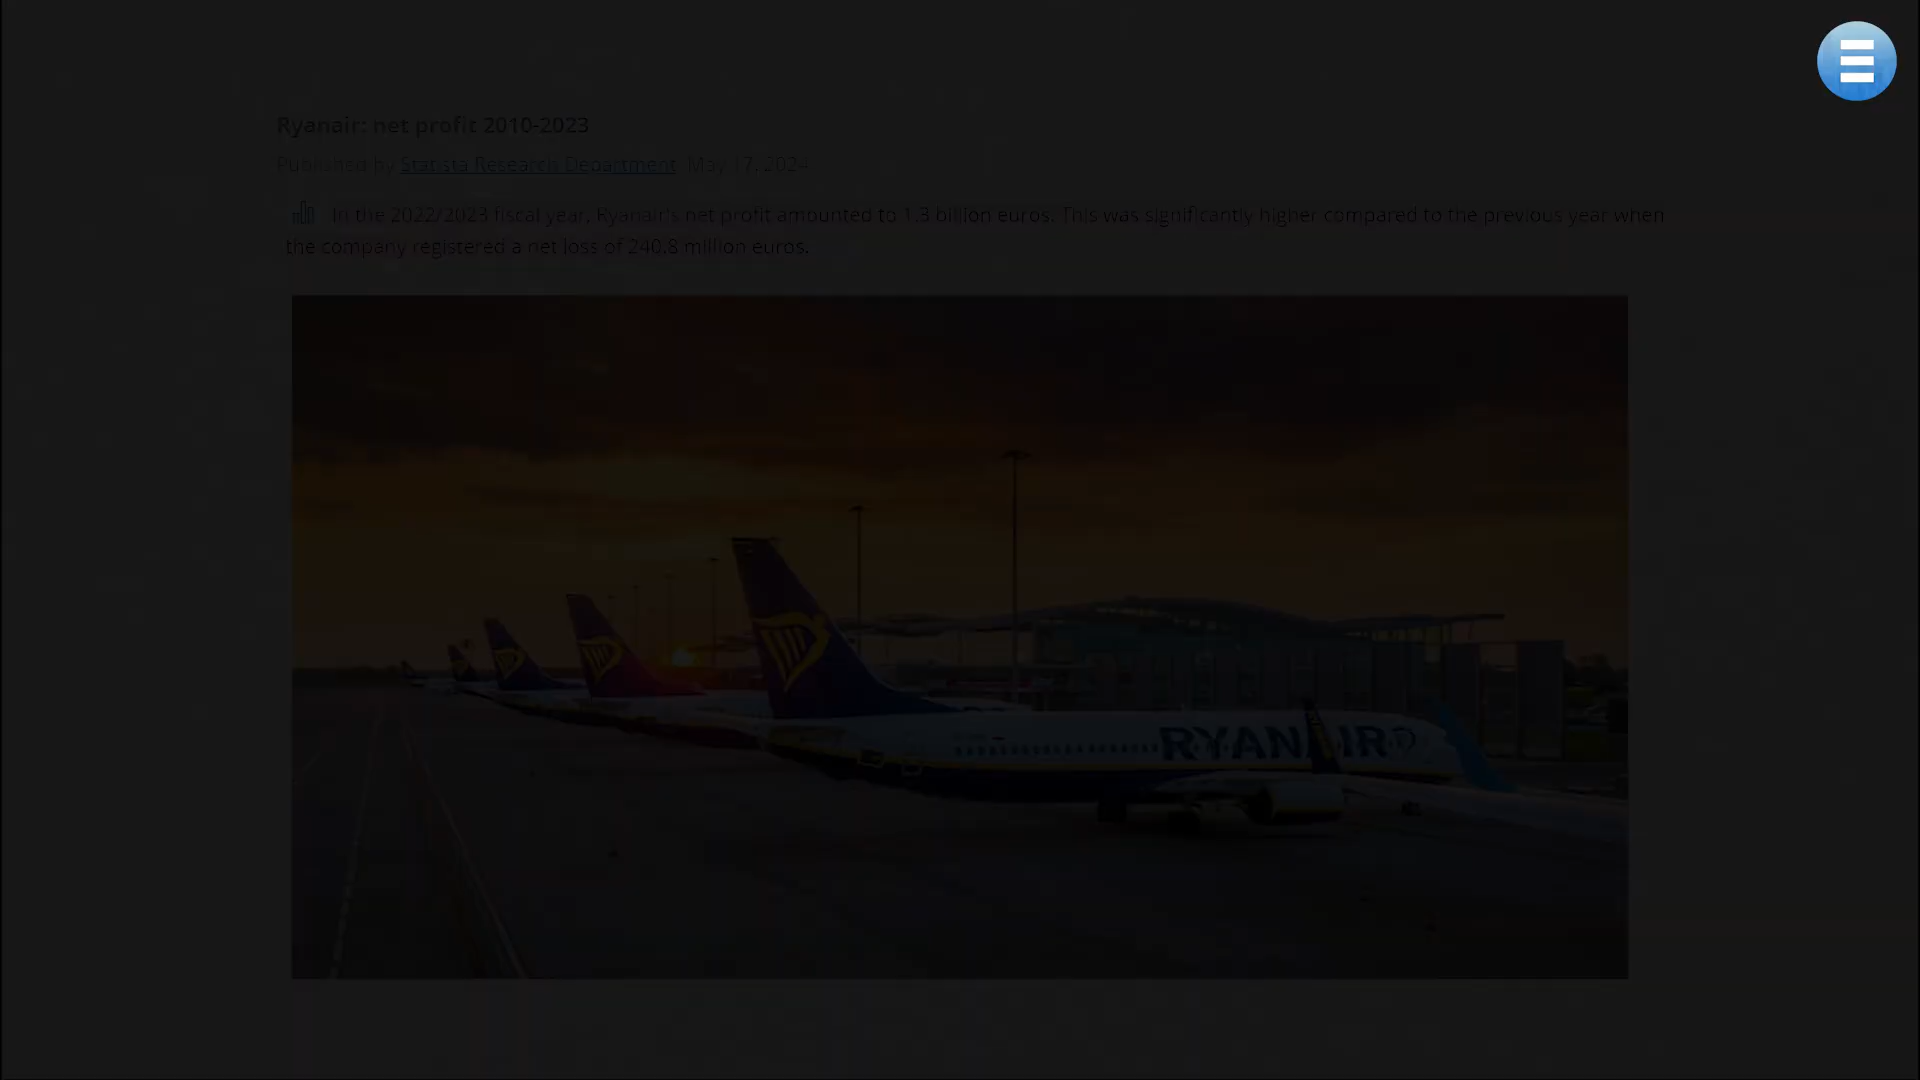 Ryanair: net profit 2010-2023
Published by Statista Research Department, May 17, 2024
In the 2022/2023 fiscal year, Ryanair's net profit amounted to 1.3 billion euros. This was significantly higher compared to the previous year when
the company registered a net loss of 240.8 million euros.
RYANAIR